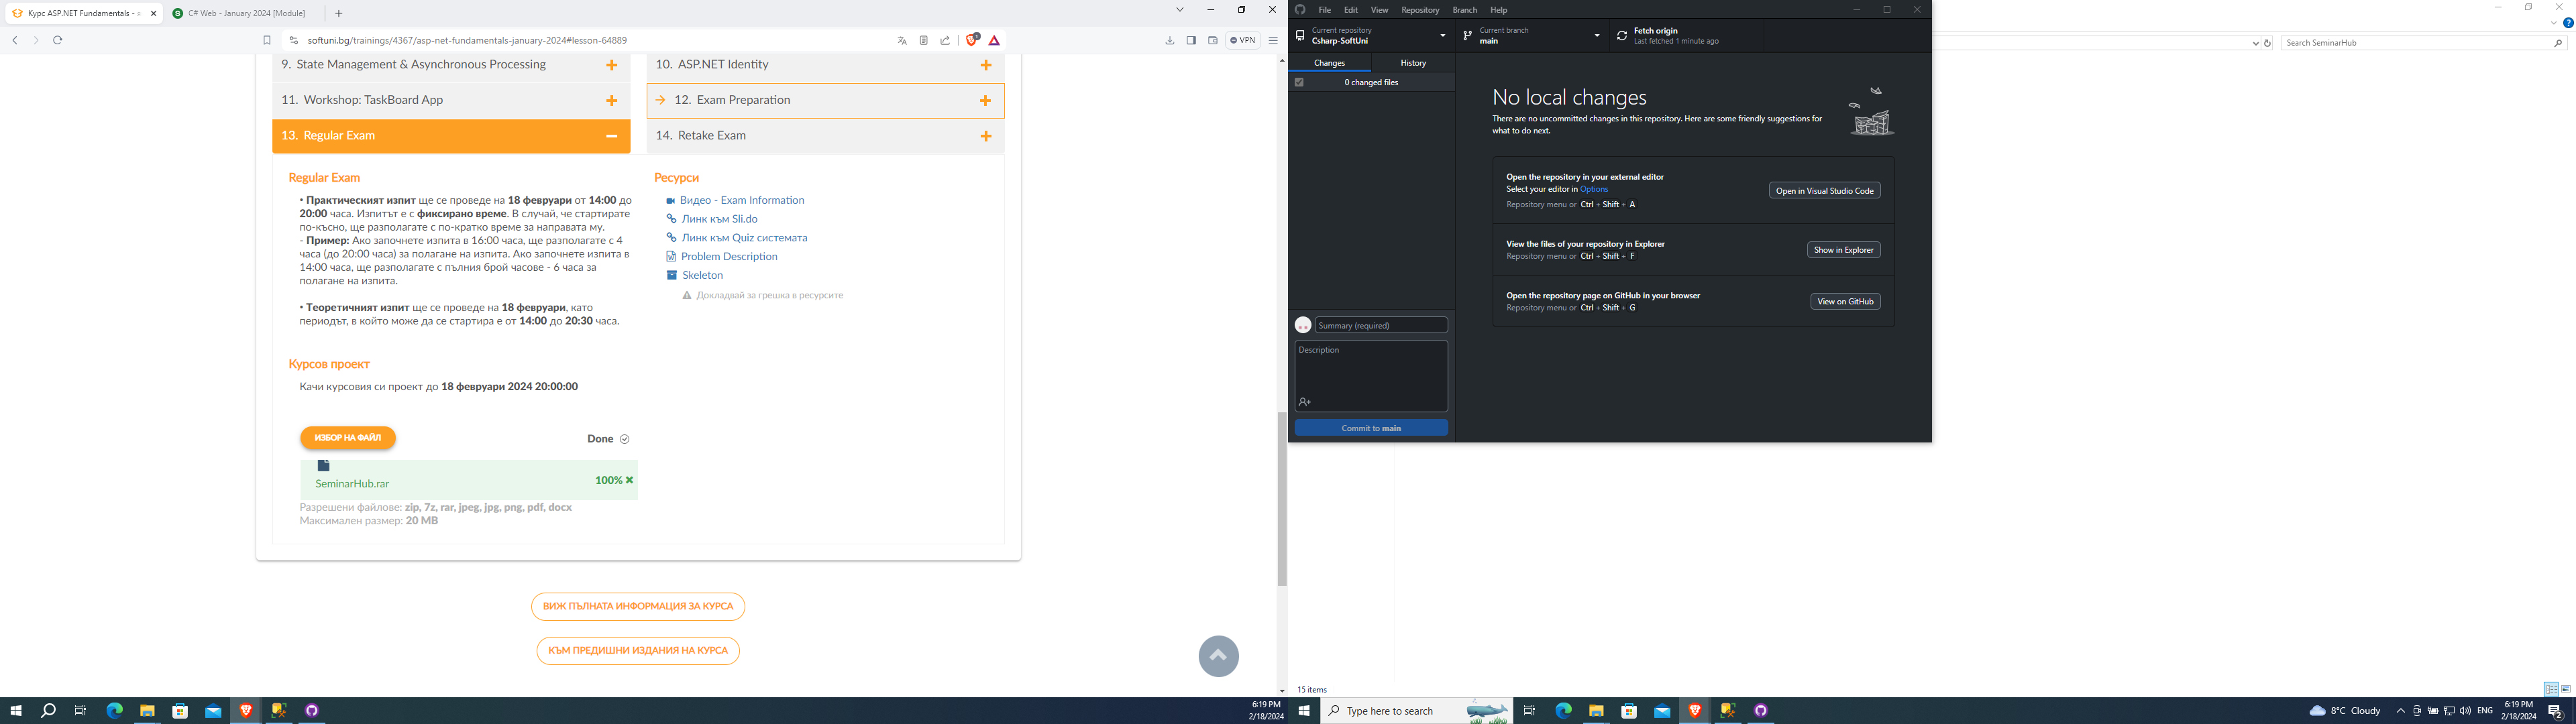 Курс ASP.NET Fundamentals - я
C# Web - January 2024 [Module]
softuni.bg/trainings/4367/asp-net-fundamentals-january-2024#lesson-64889
VPN
9. State Management & Asynchronous Processing
10. ASP.NET Identity
11. Workshop: TaskBoard App
12. Exam Preparation
13. Regular Exam
14. Retake Exam
Regular Exam
• Практическият изпит ще се проведе на 18 февруари от 14:00 до
20:00 часа. Изпитът е с фиксирано време. В случай, че стартирате
по-късно, ще разполагате с по-кратко време за направата му.
- Пример: Ако започнете изпита в 16:00 часа, ще разполагате с 4
часа (до 20:00 часа) за полагане на изпита. Ако започнете изпита в
14:00 часа, ще разполагате с пълния брой часове - 6 часа за
полагане на изпита.
• Теоретичният изпит ще се проведе на 18 февруари, като
периодът, в който може да се стартира е от 14:00 до 20:30 часа.
Ресурси
Видео - Exam Information
Линк към Sli.do
Линк към Quiz системата
Problem Description
Skeleton
Докладвай за грешка в ресурсите
Курсов проект
Качи курсовия си проект до 18 февруари 2024 20:00:00
ИЗБОР НА ФАЙЛ
Done
SeminarHub.rar
100%
Разрешени файлове: zip, 7z, rar, jpeg, jpg, png, pdf, docx
Максимален размер: 20 MB
ВИЖ ПЪЛНАТА ИНФОРМАЦИЯ ЗА КУРСА
КЪМ ПРЕДИШНИ ИЗДАНИЯ НА КУРСА
6:19 PM
2/18/2024
File Edit View Repository Branch Help
Current repository
Csharp-SoftUni
Current branch
main
Fetch origin
Last fetched 1 minute ago
Changes
History
0 changed files
No local changes
There are no uncommitted changes in this repository. Here are some friendly suggestions for
what to do next.
Open the repository in your external editor
Select your editor in Options
Repository menu or Ctrl + Shift + A
Open in Visual Studio Code
View the files of your repository in Explorer
Repository menu or Ctrl + Shift + F
Show in Explorer
Open the repository page on GitHub in your browser
Repository menu or Ctrl + Shift + G
View on GitHub
Summary (required)
Description
Commit to main
Search SeminarHub
15 items
Type here to search
8°C Cloudy
ENG
6:19 PM
2/18/2024
2